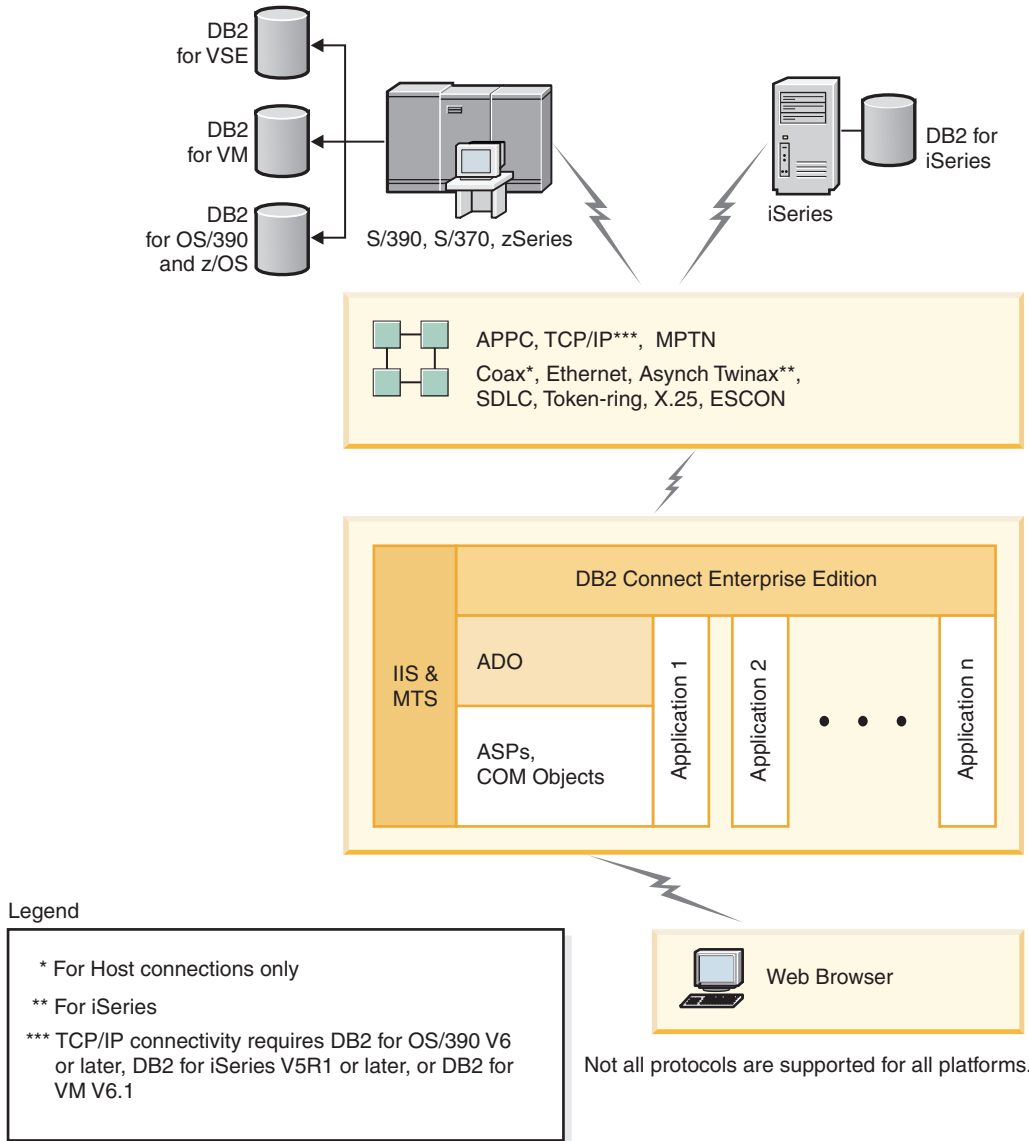 DB2
for VSE
DB2
for VM
DB2
for OS/390
and z/OS
S/390, S/370, zSeries
iSeries
DB2 for
iSeries
APPC, TCP/IP***, MPTN
Coax*, Ethernet, Asynch Twinax**,
SDLC, Token-ring, X.25, ESCON
DB2 Connect Enterprise Edition
IIS &
MTS
ADO
ASPs,
COM Objects
Application 1
Application 2
Application n
Web Browser
Not all protocols are supported for all platforms.
Legend
* For Host connections only
** For iSeries
*** TCP/IP connectivity requires DB2 for OS/390 V6
or later, DB2 for iSeries V5R1 or later, or DB2 for
VM V6.1